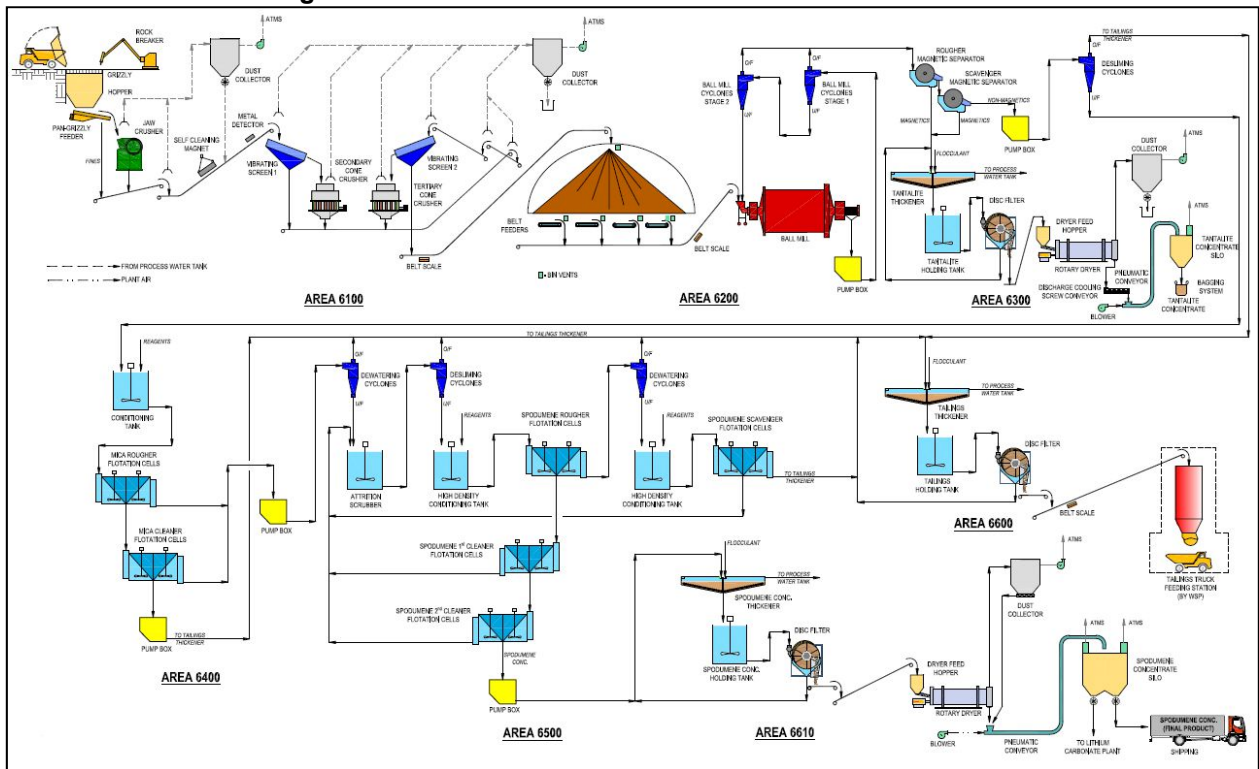 ATMS
ROCK
BREAKER
GRIZZLY
HOPPER
PAN-GRIZZLY
FEEDER
FINES
JAW
CRUSHER
SELF CLEANING
MAGNET
DUST
COLLECTOR
METAL
DETECTOR
VIBRATING
SCREEN 1
SECONDARY
CONE
CRUSHER
VIBRATING
SCREEN 2
TERTIARY
CONE
CRUSHER
BELT SCALE
ATMS
DUST
COLLECTOR
FROM PROCESS WATER TANK
PLANT AIR
AREA 6100
BELT
FEEDERS
BIN VENTS
BELT SCALE
O/F
BALL MILL
CYCLONES
STAGE 2
U/F
O/F
BALL MILL
CYCLONES
STAGE 1
U/F
BALL MILL
PUMP BOX
AREA 6200
ROUGHER
MAGNETIC SEPARATOR
SCAVENGER
MAGNETIC SEPARATOR
NON-MAGNETICS
MAGNETICS
MAGNETICS
PUMP BOX
TO TAILINGS
THICKENER
O/F
DESLIMING
CYCLONES
U/F
FLOCCULANT
TO PROCESS
WATER TANK
TANTALITE
THICKENER
DISC FILTER
TANTALITE
HOLDING TANK
DRYER FEED
HOPPER
ROTARY DRYER
DUST
COLLECTOR
ATMS
ATMS
TANTALITE
CONCENTRATE
SILO
PNEUMATIC
CONVEYOR
DISCHARGE COOLING
SCREW CONVEYOR
BLOWER
BAGGING
SYSTEM
TANTALITE
CONCENTRATE
AREA 6300
REAGENTS
CONDITIONING
TANK
MICA ROUGHER
FLOTATION CELLS
MICA CLEANER
FLOTATION CELLS
PUMP BOX
TO TAILINGS
THICKENER
PUMP BOX
AREA 6400
TO TAILINGS THICKENER
O/F
DEWATERING
CYCLONES
U/F
ATTRITION
SCRUBBER
O/F
DESLIMING
CYCLONES
U/F
REAGENTS
HIGH DENSITY
CONDITIONING TANK
SPODUMENE ROUGHER
FLOTATION CELLS
O/F
DEWATERING
CYCLONES
U/F
REAGENTS
HIGH DENSITY
CONDITIONING TANK
SPODUMENE SCAVENGER
FLOTATION CELLS
TO TAILINGS
THICKENER
SPODUMENE 1ST CLEANER
FLOTATION CELLS
SPODUMENE 2ND CLEANER
FLOTATION CELLS
SPODUMENE
CONC.
PUMP BOX
AREA 6500
FLOCCULANT
TO PROCESS
WATER TANK
TAILINGS
THICKENER
DISC FILTER
TAILINGS
HOLDING TANK
AREA 6600
BELT SCALE
TAILINGS TRUCK
FEEDING STATION
(BY WSP)
FLOCCULANT
TO PROCESS
WATER TANK
SPODUMENE CONC.
THICKENER
DISC FILTER
SPODUMENE CONC.
HOLDING TANK
AREA 6610
DRYER FEED
HOPPER
ROTARY DRYER
ATMS
DUST
COLLECTOR
BLOWER
PNEUMATIC
CONVEYOR
ATMS
ATMS
SPODUMENE
CONCENTRATE
SILO
TO LITHIUM
CARBONATE PLANT
SPODUMENE CONC.
(FINAL PRODUCT)
SHIPPING